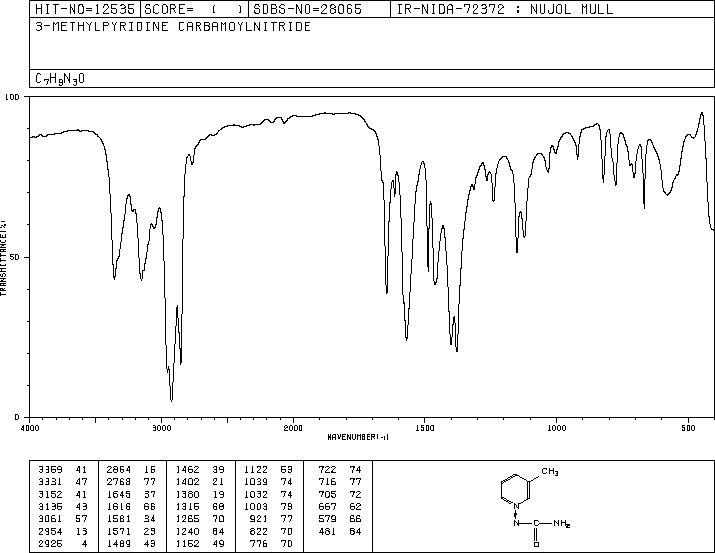 HIT-NO=12535 SCORE= ( ) SDBS-NO=28065 IR-NIDA-72372 : NUJOL MULL
3-METHYLPYRIDINE CARBAMOYLNITRIDE
C7H9N3O
100
50
0
TRANSMITTANCE(%)
4000 3000 2000 1500 1000 500
WAVENUMBER(-1)
3369 41 2864 16 1462 39 1122 53 722 74
3331 47 2768 77 1402 21 1039 74 716 77
3152 41 1645 37 1380 19 1032 74 705 72
3135 43 1616 66 1315 68 1003 79 667 62
3061 57 1581 34 1265 70 921 77 579 66
2954 13 1571 23 1240 64 822 70 481 84
2925 4 1489 43 1152 49 776 70
CH3
N
N C NH2
O